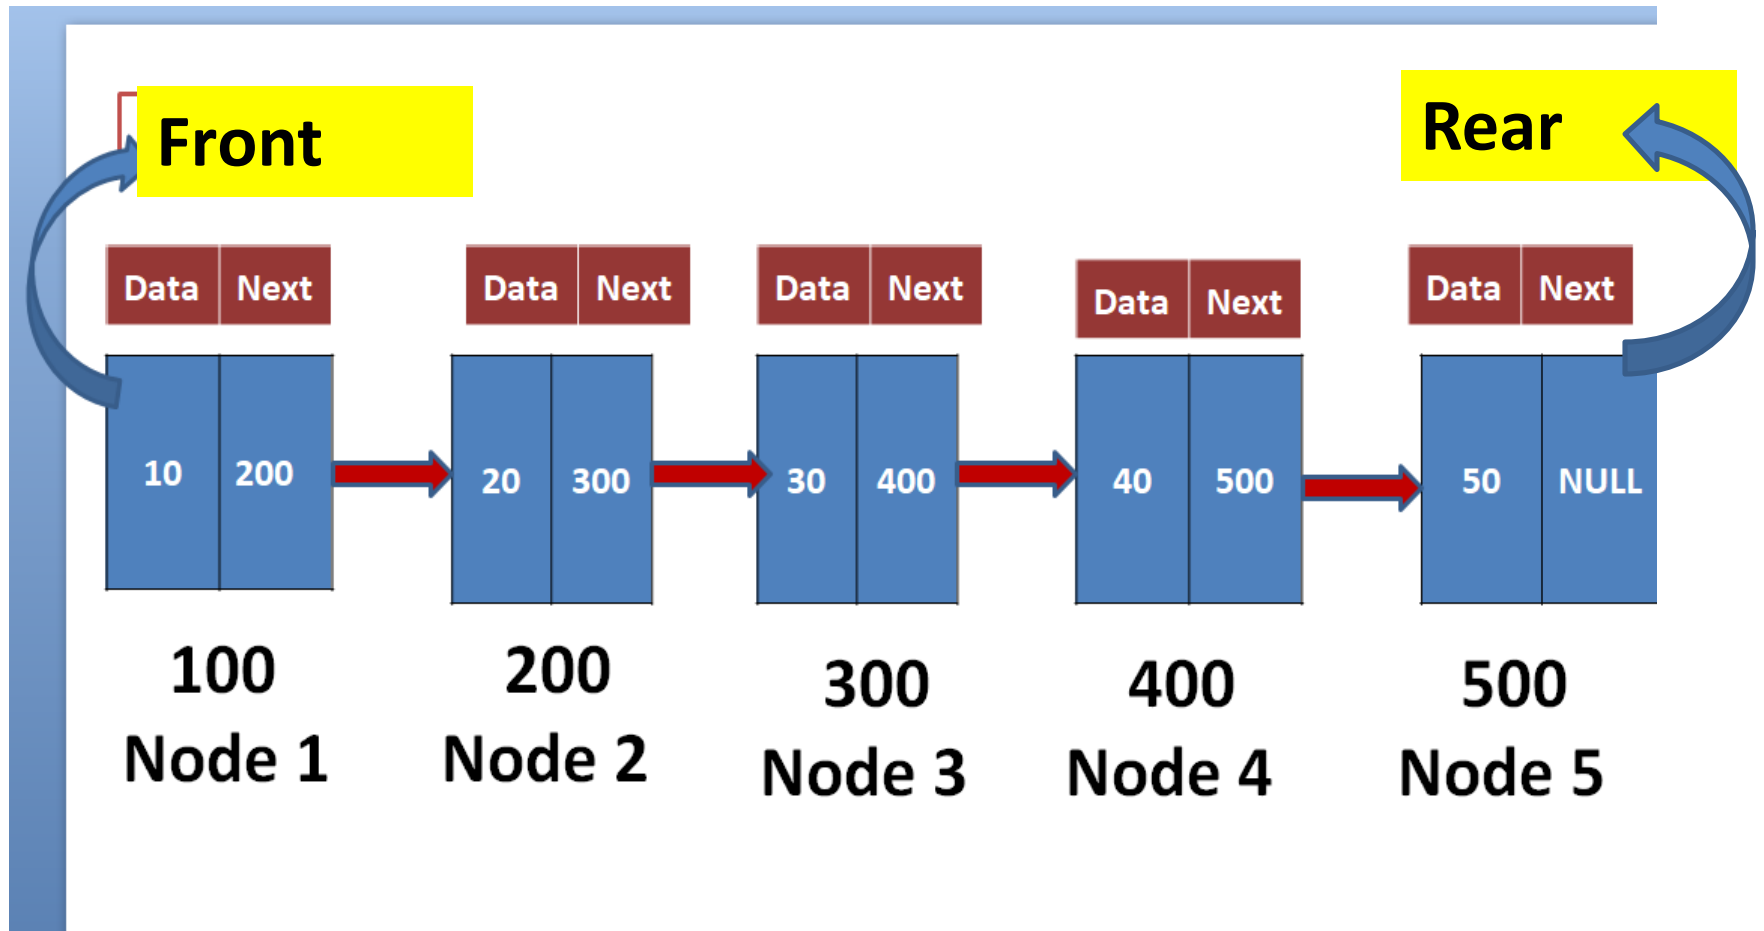 Front
Rear
Data Next
Data Next
Data Next
Data Next
Data Next
10 200
20 300
30 400
40 500
50 NULL
100
200
300
400
500
Node 1
Node 2
Node 3
Node 4
Node 5